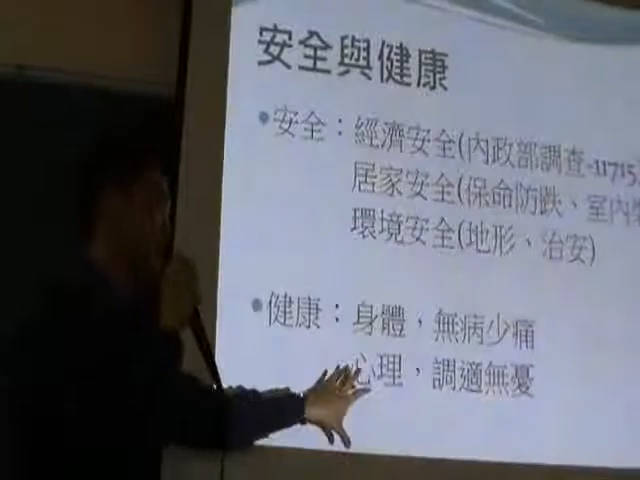 安全與健康
•安全：經濟安全(內政部調查-11715
居家安全(保命防跌、室內
環境安全(地形、治安)
•健康：身體，無病少痛
心理，調適無憂